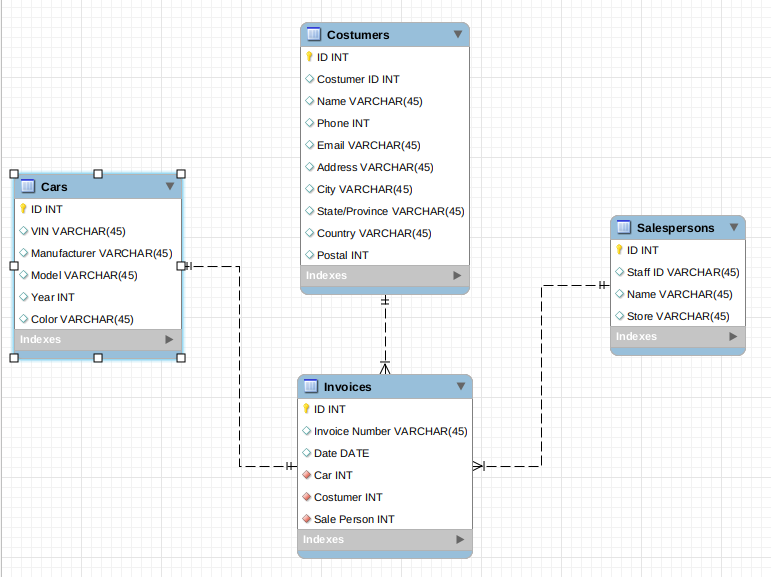 Costumers
ID INT
Costumer ID INT
Name VARCHAR(45)
Phone INT
Email VARCHAR(45)
Address VARCHAR(45)
City VARCHAR(45)
State/Province VARCHAR(45)
Country VARCHAR(45)
Postal INT
Indexes
Cars
ID INT
VIN VARCHAR(45)
Manufacturer VARCHAR(45)
Model VARCHAR(45)
Year INT
Color VARCHAR(45)
Indexes
Salespersons
ID INT
Staff ID VARCHAR(45)
Name VARCHAR(45)
Store VARCHAR(45)
Indexes
Invoices
ID INT
Invoice Number VARCHAR(45)
Date DATE
Car INT
Costumer INT
Sale Person INT
Indexes